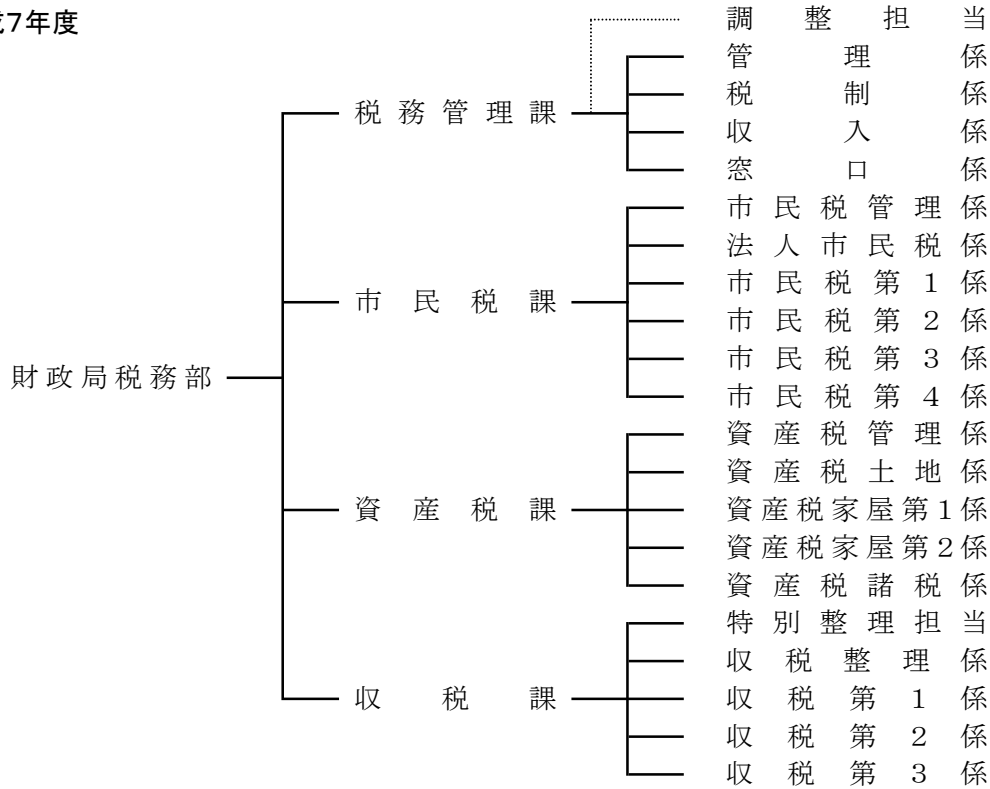 7年度
調整担当
管理係
税制係
税務管理課
収入係
窓口係
市民税管理係
法人市民税係
市民税第1係
市民税課
市民税第2係
市民税第3係
財政局税務部
市民税第4係
資産税管理係
資産税土地係
資産税課
資産税家屋第1係
資産税家屋第2係
資産税諸税係
特別整理担当
収税整理係
収税課
収税第1係
収税第2係
収税第3係